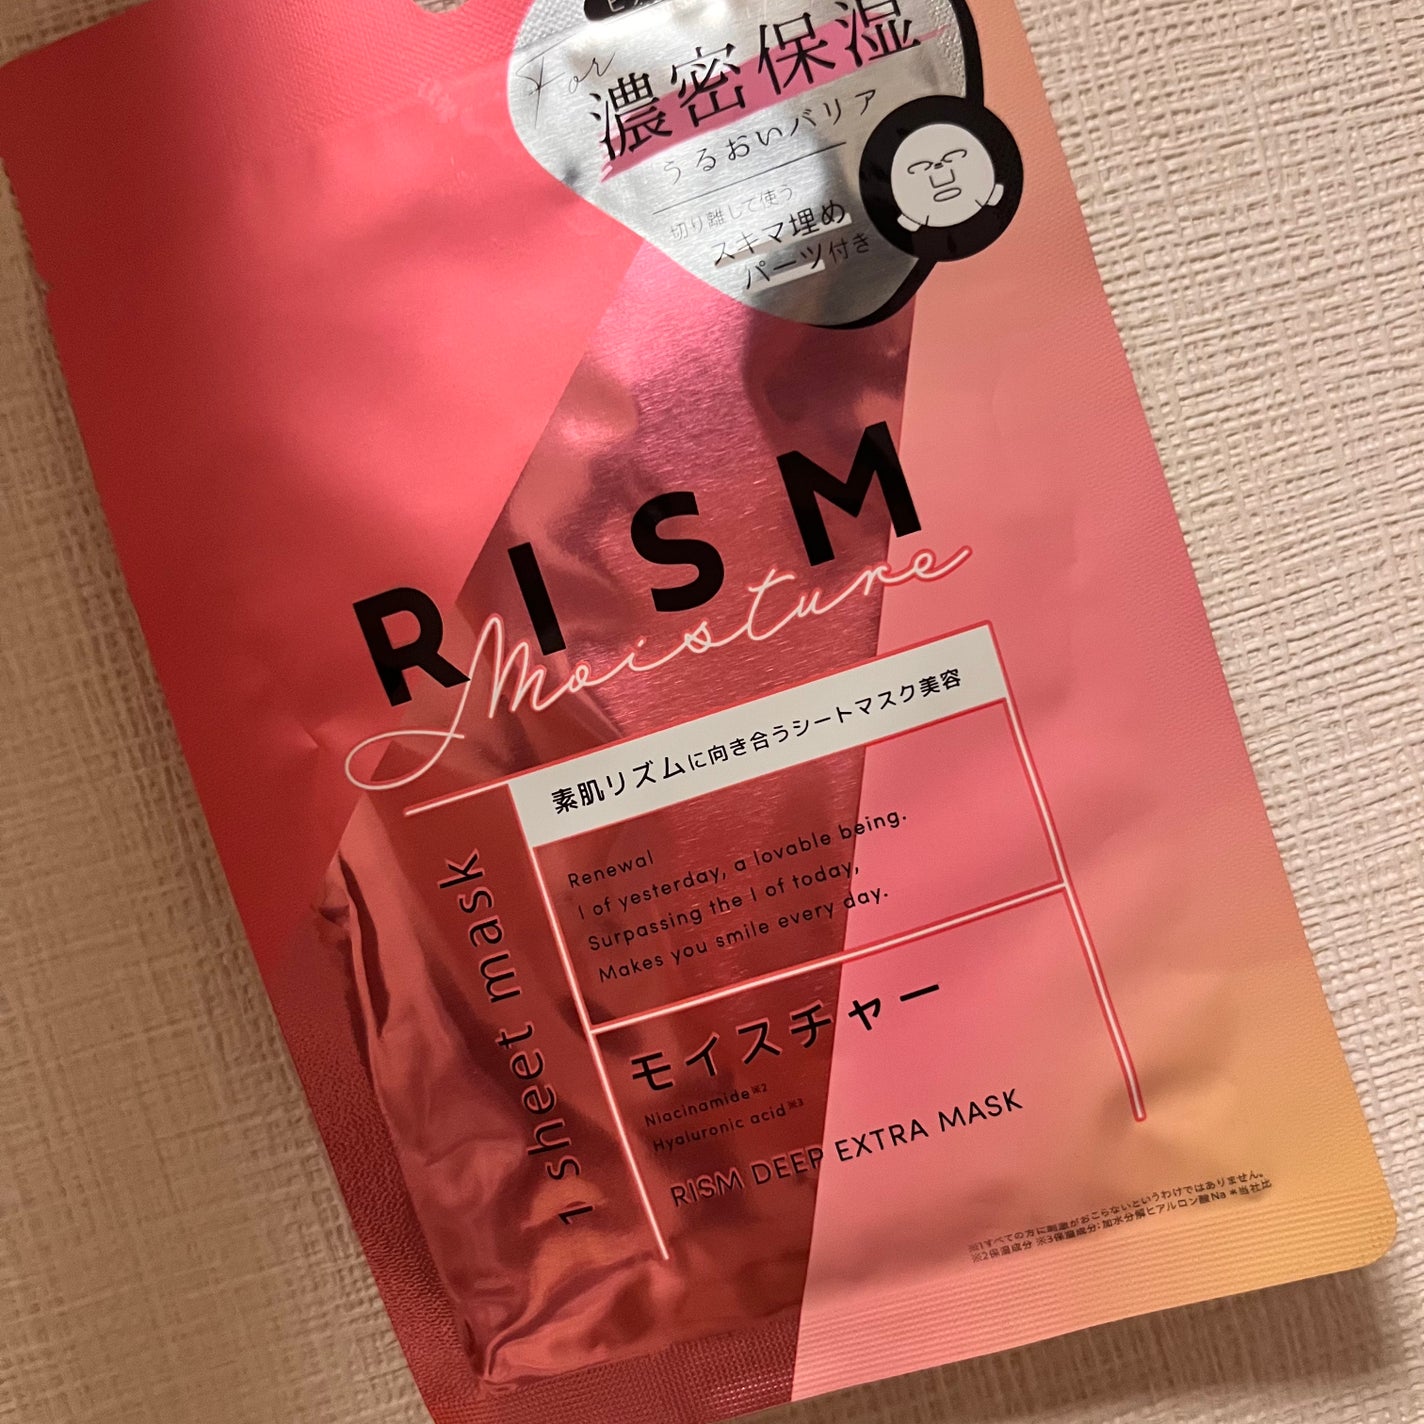 For
濃密保湿
うるおいバリア
切り離して使う
スキマ埋め
パーツ付き
RISM
Moisture
素肌リズムに向き合うシートマスク美容
Renewal
I of yesterday, a lovable being.
Surpassing the I of today,
Makes you smile every day.
1 sheet mask
モイスチャー
Niacinamide※2
Hyaluronic acid※3
RISM DEEP EXTRA MASK
※1すべての方に刺激がおこらないというわけではありません。
※2保湿成分 ※3保湿成分:加水分解ヒアルロン酸Na *当社比